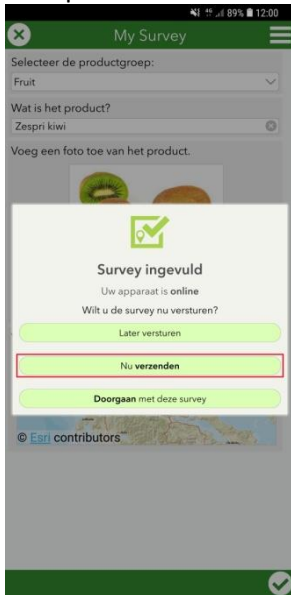 89% 12:00
My Survey
Selecteer de productgroep:
Fruit
Wat is het product?
Zespri kiwi
Voeg een foto toe van het product.
Survey ingevuld
Uw apparaat is online
Wilt u de survey nu versturen?
Later versturen
Nu verzenden
Doorgaan met deze survey
© Esri contributors